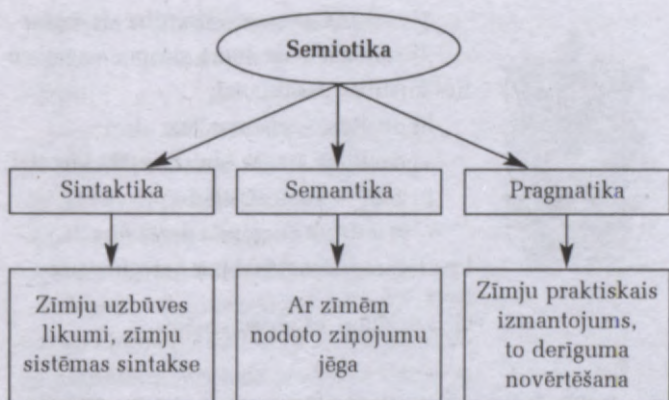 Semiotika
Sintaktika
Semantika
Pragmatika
Zīmju uzbūves
likumi, zīmju
sistēmas sintakse
Ar zīmēm
nodoto ziņojumu
jēga
Zīmju praktiskais
izmantojums,
to derīguma
novērtēšana